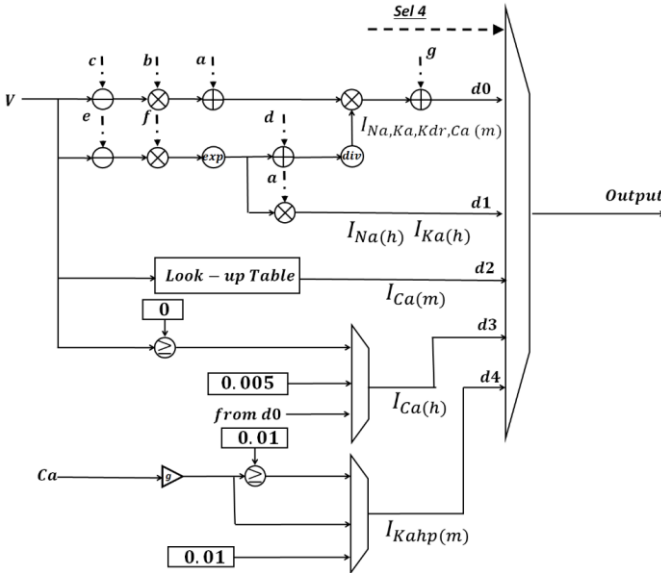 Sel 4
c b a g
V d0
e f
I_{Na,Ka,Kdr,Ca (m)}
d
exp div
a
d1 Output
I_{Na(h)} I_{Ka(h)}
Look – up Table d2
I_{Ca(m)}
0
≥ d3
0.005 d4
I_{Ca(h)}
from d0
0.01
≥
Ca g
I_{Kahp(m)}
0.01